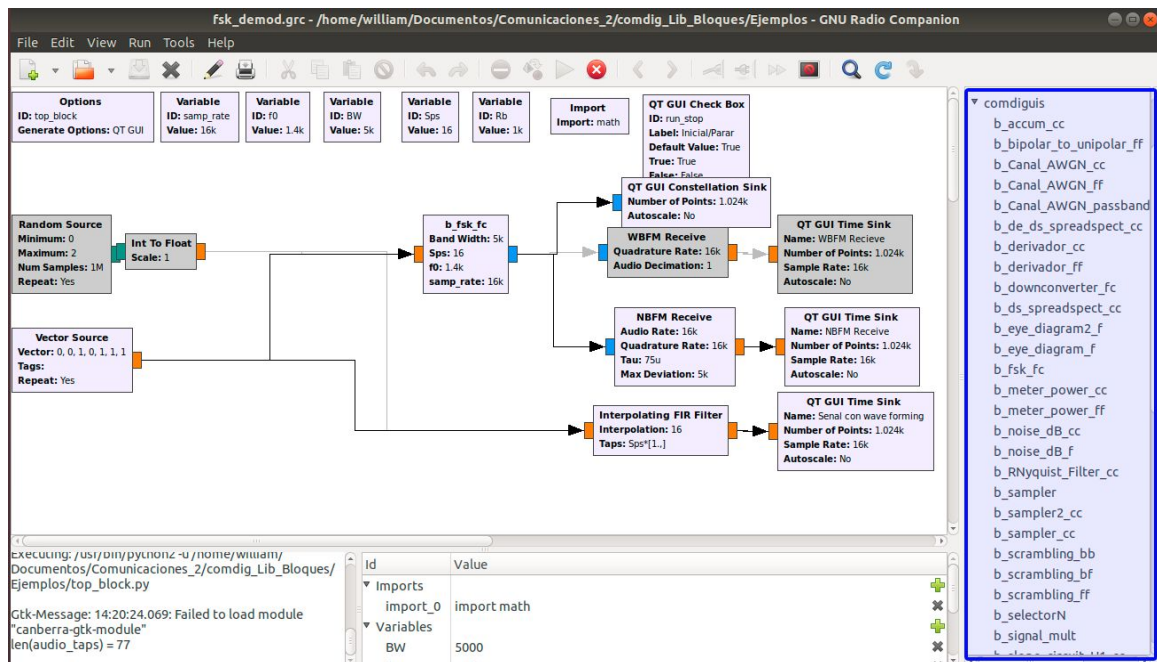 fsk_demod.grc - /home/william/Documentos/Comunicaciones_2/comdig_Lib_Bloques/Ejemplos - GNU Radio Companion
File Edit View Run Tools Help
Options
ID: top_block
Generate Options: QT GUI
Variable
ID: samp_rate
Value: 16k
Variable
ID: f0
Value: 1.4k
Variable
ID: BW
Value: 5k
Variable
ID: Sps
Value: 16
Variable
ID: Rb
Value: 1k
Import
Import: math
QT GUI Check Box
ID: run_stop
Label: Inicial/Parar
Default Value: True
True: True
False: False
QT GUI Constellation Sink
Number of Points: 1.024k
Autoscale: No
Random Source
Minimum: 0
Maximum: 2
Num Samples: 1M
Repeat: Yes
Int To Float
Scale: 1
b_fsk_fc
Band Width: 5k
Sps: 16
f0: 1.4k
samp_rate: 16k
WBFM Receive
Quadrature Rate: 16k
Audio Decimation: 1
QT GUI Time Sink
Name: WBFM Recieve
Number of Points: 1.024k
Sample Rate: 16k
Autoscale: No
Vector Source
Vector: 0, 0, 1, 0, 1, 1, 1
Tags:
Repeat: Yes
NBFM Receive
Audio Rate: 16k
Quadrature Rate: 16k
Tau: 75u
Max Deviation: 5k
QT GUI Time Sink
Name: NBFM Receive
Number of Points: 1.024k
Sample Rate: 16k
Autoscale: No
Interpolating FIR Filter
Interpolation: 16
Taps: Sps*[1.,]
QT GUI Time Sink
Name: Senal con wave forming
Number of Points: 1.024k
Sample Rate: 16k
Autoscale: No
comdiguis
b_accum_cc
b_bipolar_to_unipolar_ff
b_Canal_AWGN_cc
b_Canal_AWGN_ff
b_Canal_AWGN_passband
b_de_ds_spreadspect_cc
b_derivador_cc
b_derivador_ff
b_downconverter_fc
b_ds_spreadspect_cc
b_eye_diagram2_f
b_eye_diagram_f
b_fsk_fc
b_meter_power_cc
b_meter_power_ff
b_noise_dB_cc
b_noise_dB_f
b_RNyquist_Filter_cc
b_sampler
b_sampler2_cc
b_sampler_cc
b_scrambling_bb
b_scrambling_bf
b_scrambling_ff
b_selectorN
b_signal_mult
Executing: /usr/bin/python2 -u /home/william/
Documentos/Comunicaciones_2/comdig_Lib_Bloques/
Ejemplos/top_block.py
Gtk-Message: 14:20:24.069: Failed to load module
"canberra-gtk-module"
len(audio_taps) = 77
Id Value
Imports
import_0 import math
Variables
BW 5000